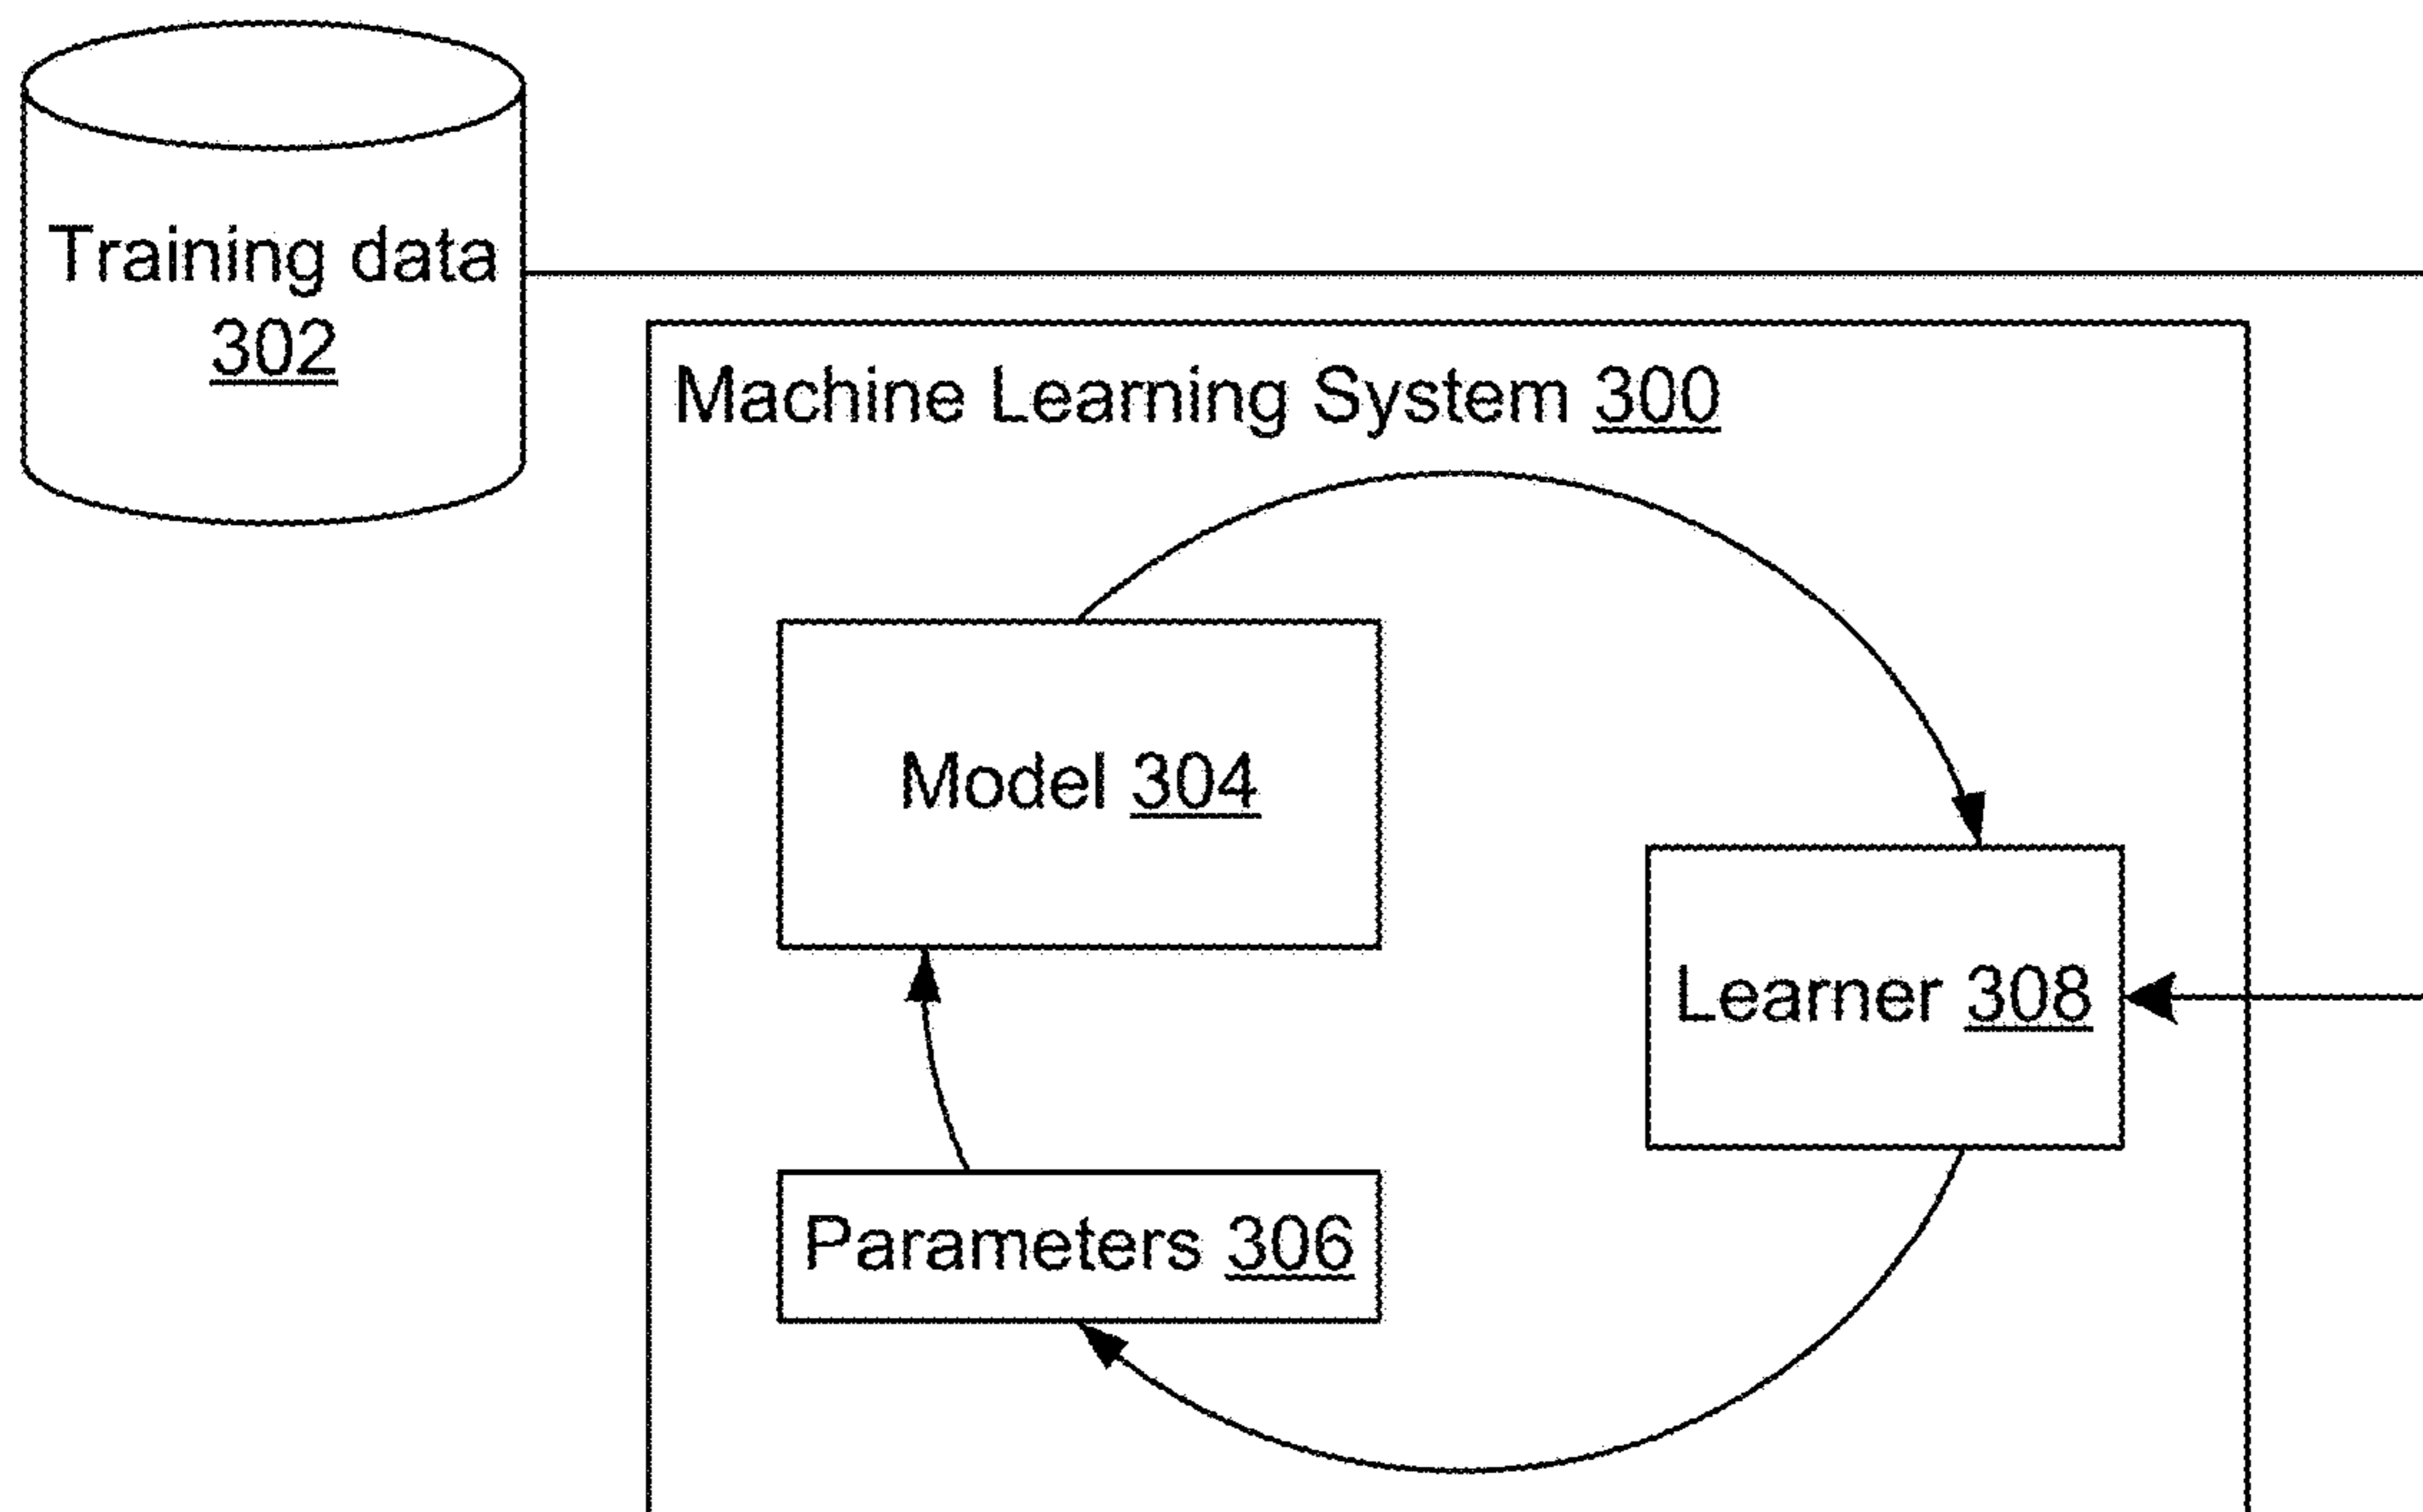 Training data
302
Machine Learning System 300
Model 304
Learner 308
Parameters 306